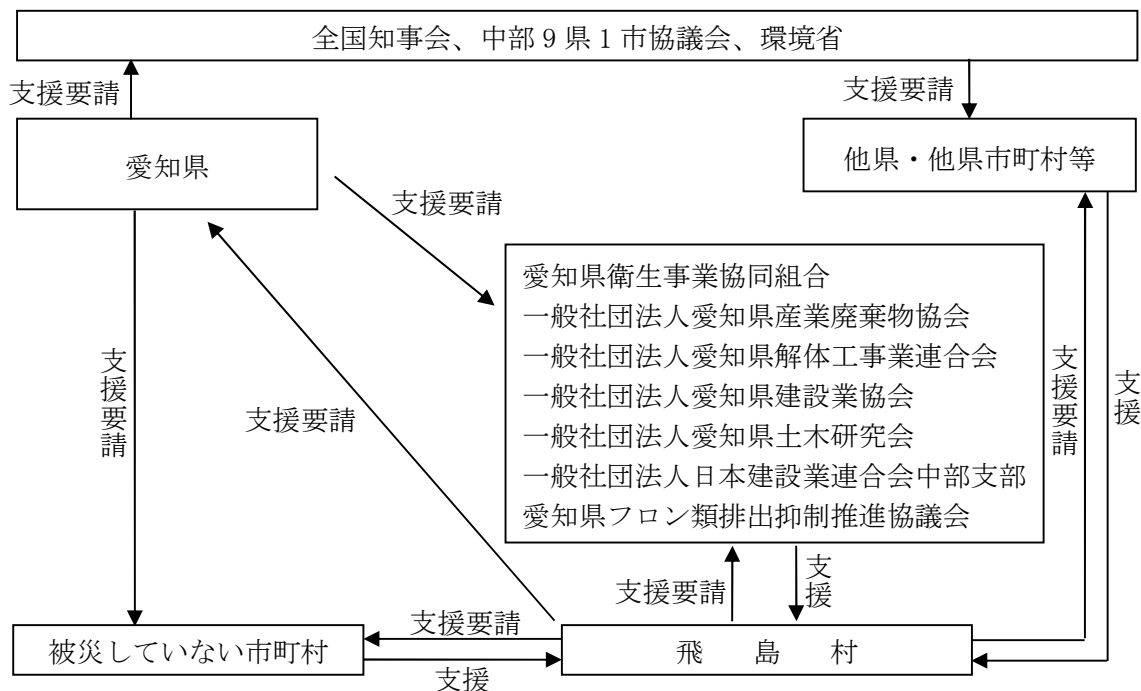 全国知事会、中部９県１市協議会、環境省
支援要請
支援要請
愛知県
他県・他県市町村等
支援要請
愛知県衛生事業協同組合
一般社団法人愛知県産業廃棄物協会
一般社団法人愛知県解体工事業連合会
一般社団法人愛知県建設業協会
一般社団法人愛知県土木研究会
一般社団法人日本建設業連合会中部支部
愛知県フロン類排出抑制推進協議会
支援要請
支援要請
支援要請
支援
支援要請
支援
支援要請
被災していない市町村
飛　島　村
支援